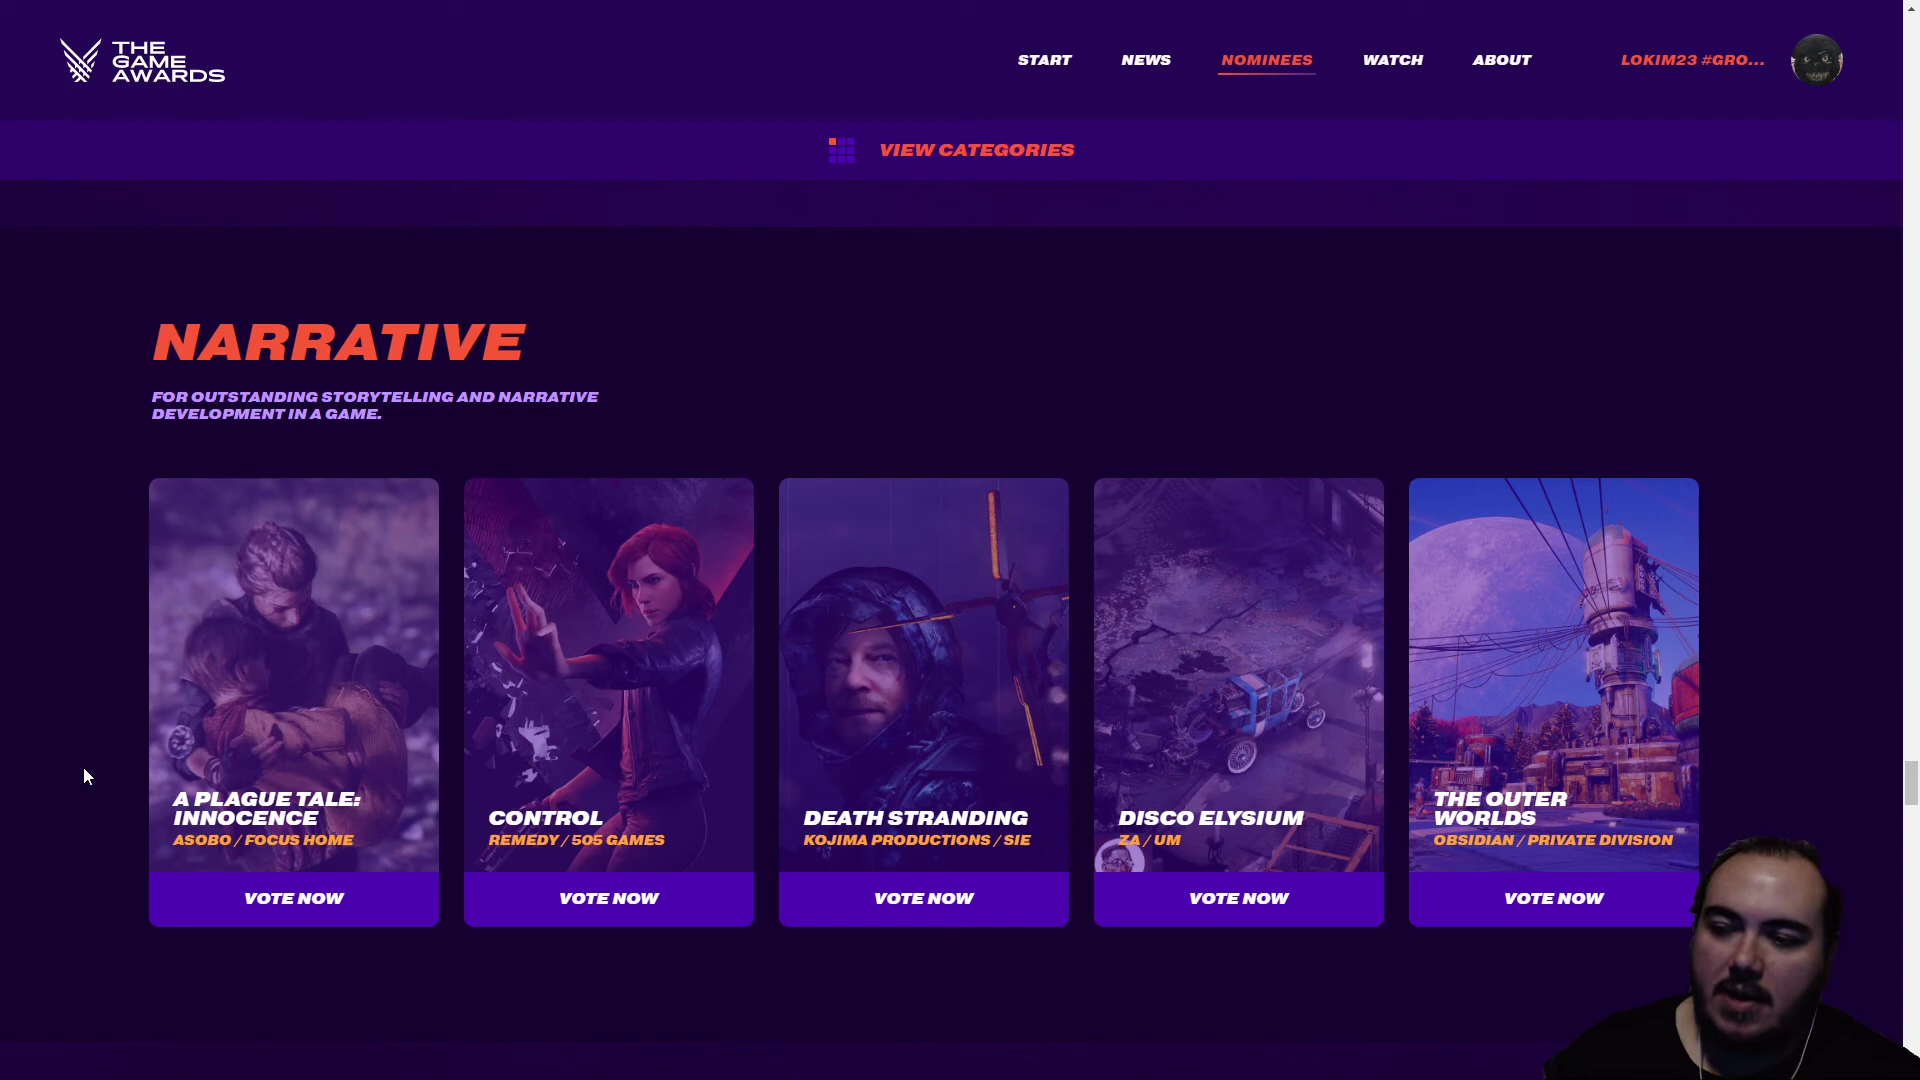 THE
GAME
AWARDS
START
NEWS
NOMINEES
WATCH
ABOUT
LOKIM23 #GRO...
VIEW CATEGORIES
NARRATIVE
FOR OUTSTANDING STORYTELLING AND NARRATIVE
DEVELOPMENT IN A GAME.
A PLAGUE TALE:
INNOCENCE
ASOBO / FOCUS HOME
VOTE NOW
CONTROL
REMEDY / 505 GAMES
VOTE NOW
DEATH STRANDING
KOJIMA PRODUCTIONS / SIE
VOTE NOW
DISCO ELYSIUM
ZA / UM
VOTE NOW
THE OUTER
WORLDS
OBSIDIAN / PRIVATE DIVISION
VOTE NOW